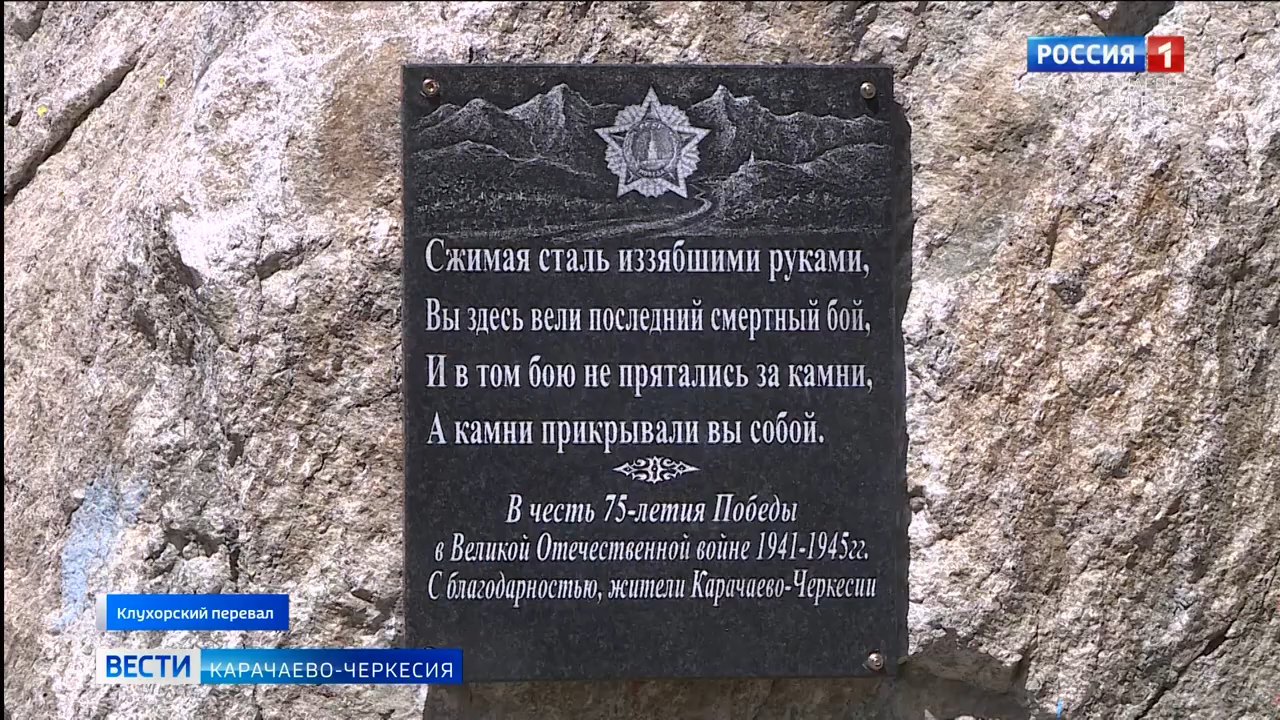 РОССИЯ 1
Сжимая сталь иззябшими руками,
Вы здесь вели последний смертный бой,
И в том бою не прятались за камни,
А камни прикрывали вы собой.
В честь 75-летия Победы
в Великой Отечественной войне 1941-1945гг.
С благодарностью, жители Карачаево-Черкесии
Клухорский перевал
ВЕСТИ КАРАЧАЕВО-ЧЕРКЕСИЯ